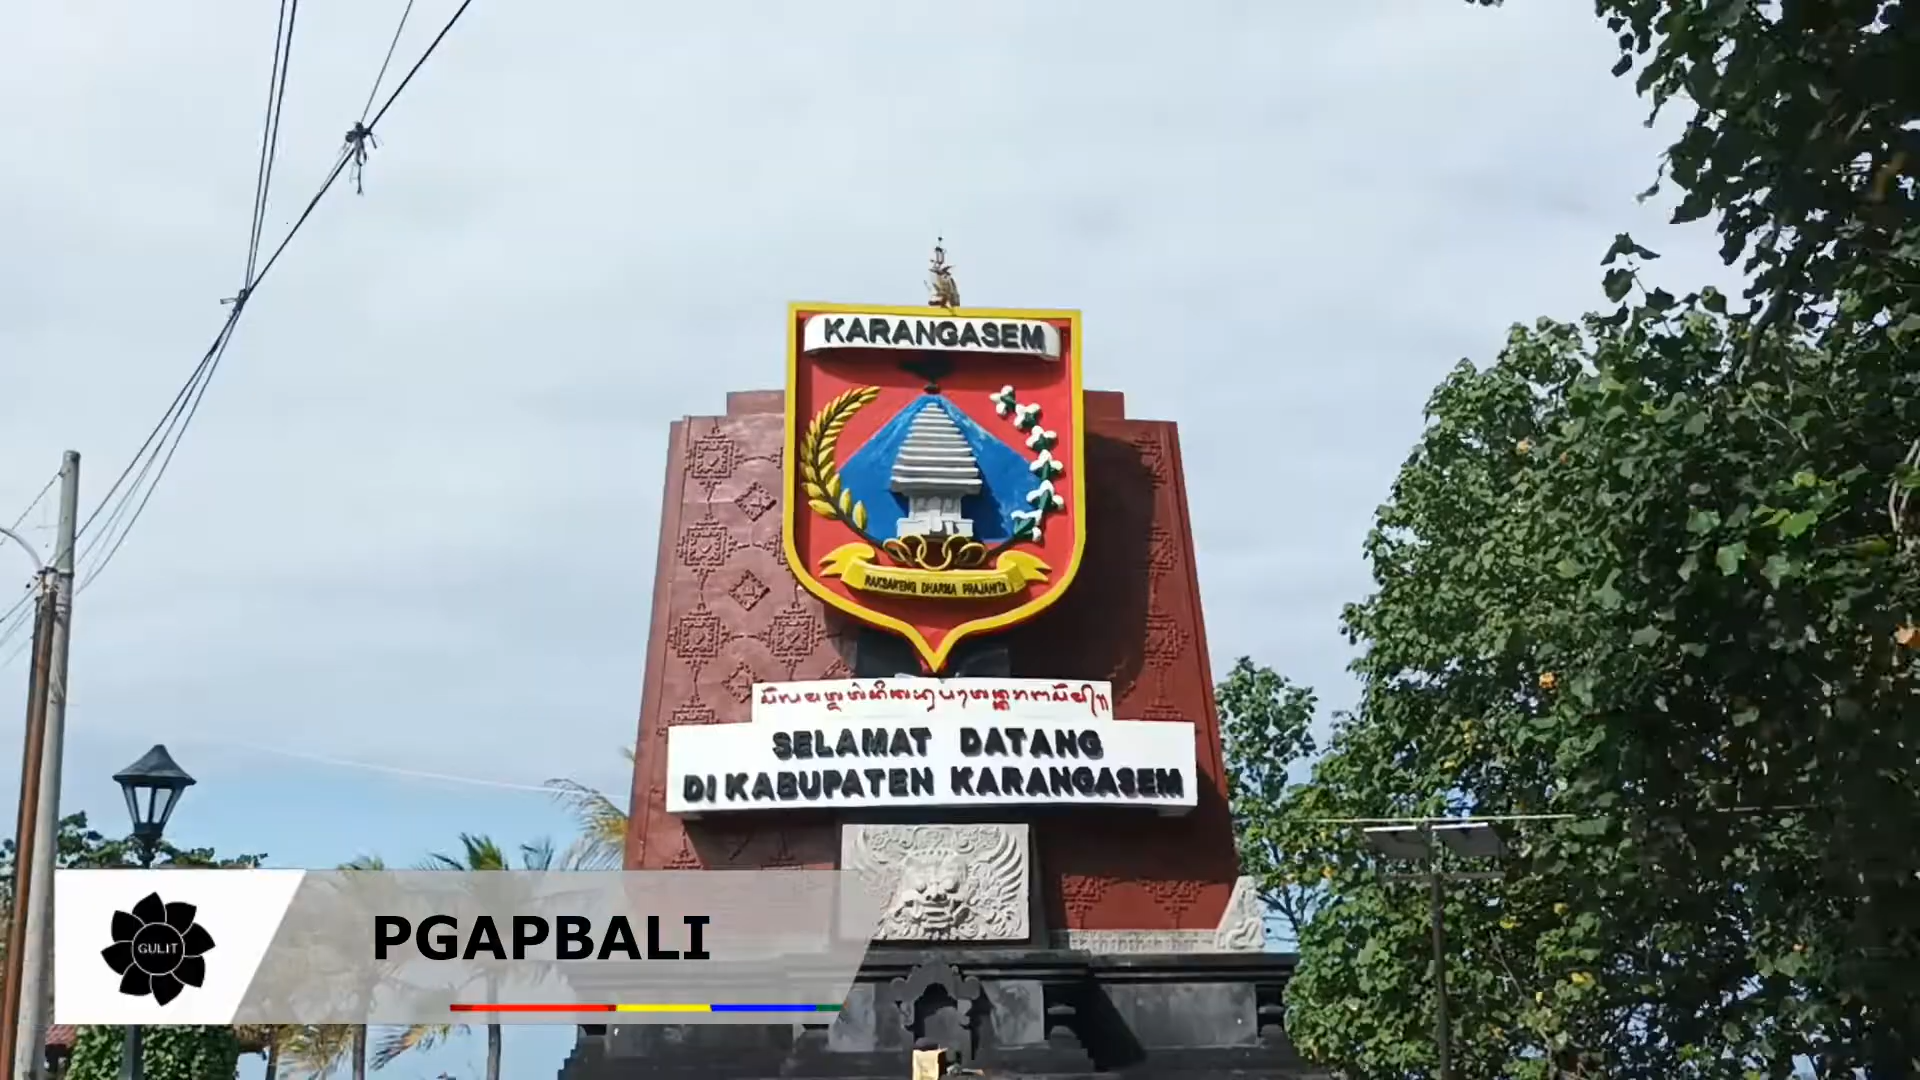 KARANGASEM
RAKSAKENG DHARMA PRAJAHITA
SELAMAT DATANG
DI KABUPATEN KARANGASEM
GULIT
PGAPBALI